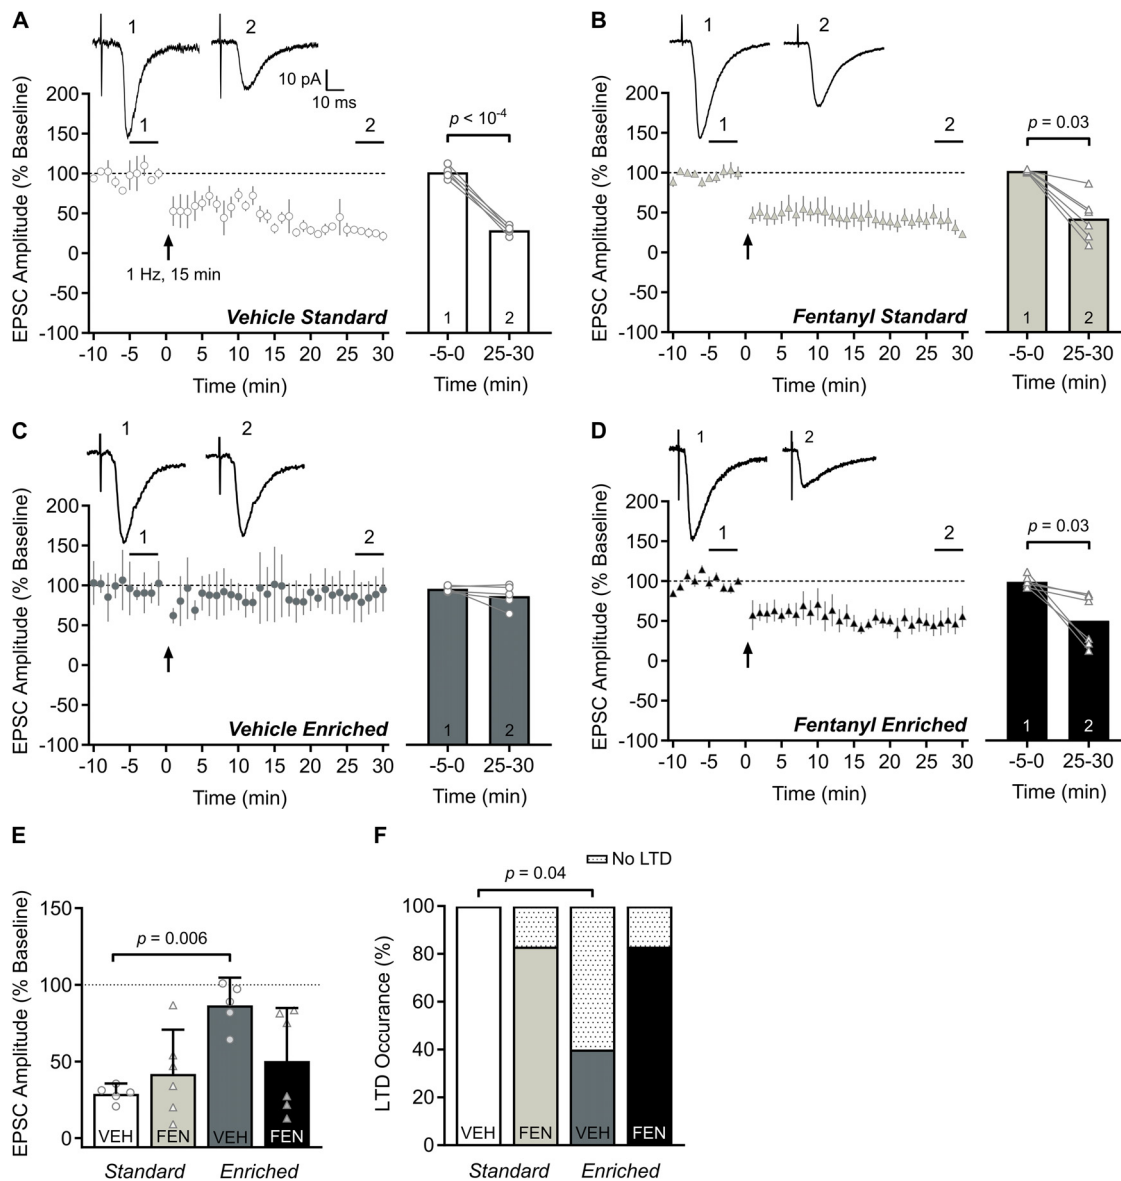 A
1
2
10 pA
10 ms
EPSC Amplitude (% Baseline)
200
150
100
50
0
-50
-100
1
2
1 Hz, 15 min
Vehicle Standard
-10 -5 0 5 10 15 20 25 30
Time (min)
p < 10-4
1 2
-5-0 25-30
Time (min)
B
1
2
EPSC Amplitude (% Baseline)
200
150
100
50
0
-50
-100
1
2
Fentanyl Standard
-10 -5 0 5 10 15 20 25 30
Time (min)
p = 0.03
1 2
-5-0 25-30
Time (min)
C
1
2
EPSC Amplitude (% Baseline)
200
150
100
50
0
-50
-100
1
2
Vehicle Enriched
-10 -5 0 5 10 15 20 25 30
Time (min)
1 2
-5-0 25-30
Time (min)
D
1
2
EPSC Amplitude (% Baseline)
200
150
100
50
0
-50
-100
1
2
Fentanyl Enriched
-10 -5 0 5 10 15 20 25 30
Time (min)
p = 0.03
1 2
-5-0 25-30
Time (min)
E
EPSC Amplitude (% Baseline)
150
100
50
0
p = 0.006
VEH FEN VEH FEN
Standard Enriched
F
No LTD
p = 0.04
LTD Occurance (%)
100
80
60
40
20
0
VEH FEN VEH FEN
Standard Enriched